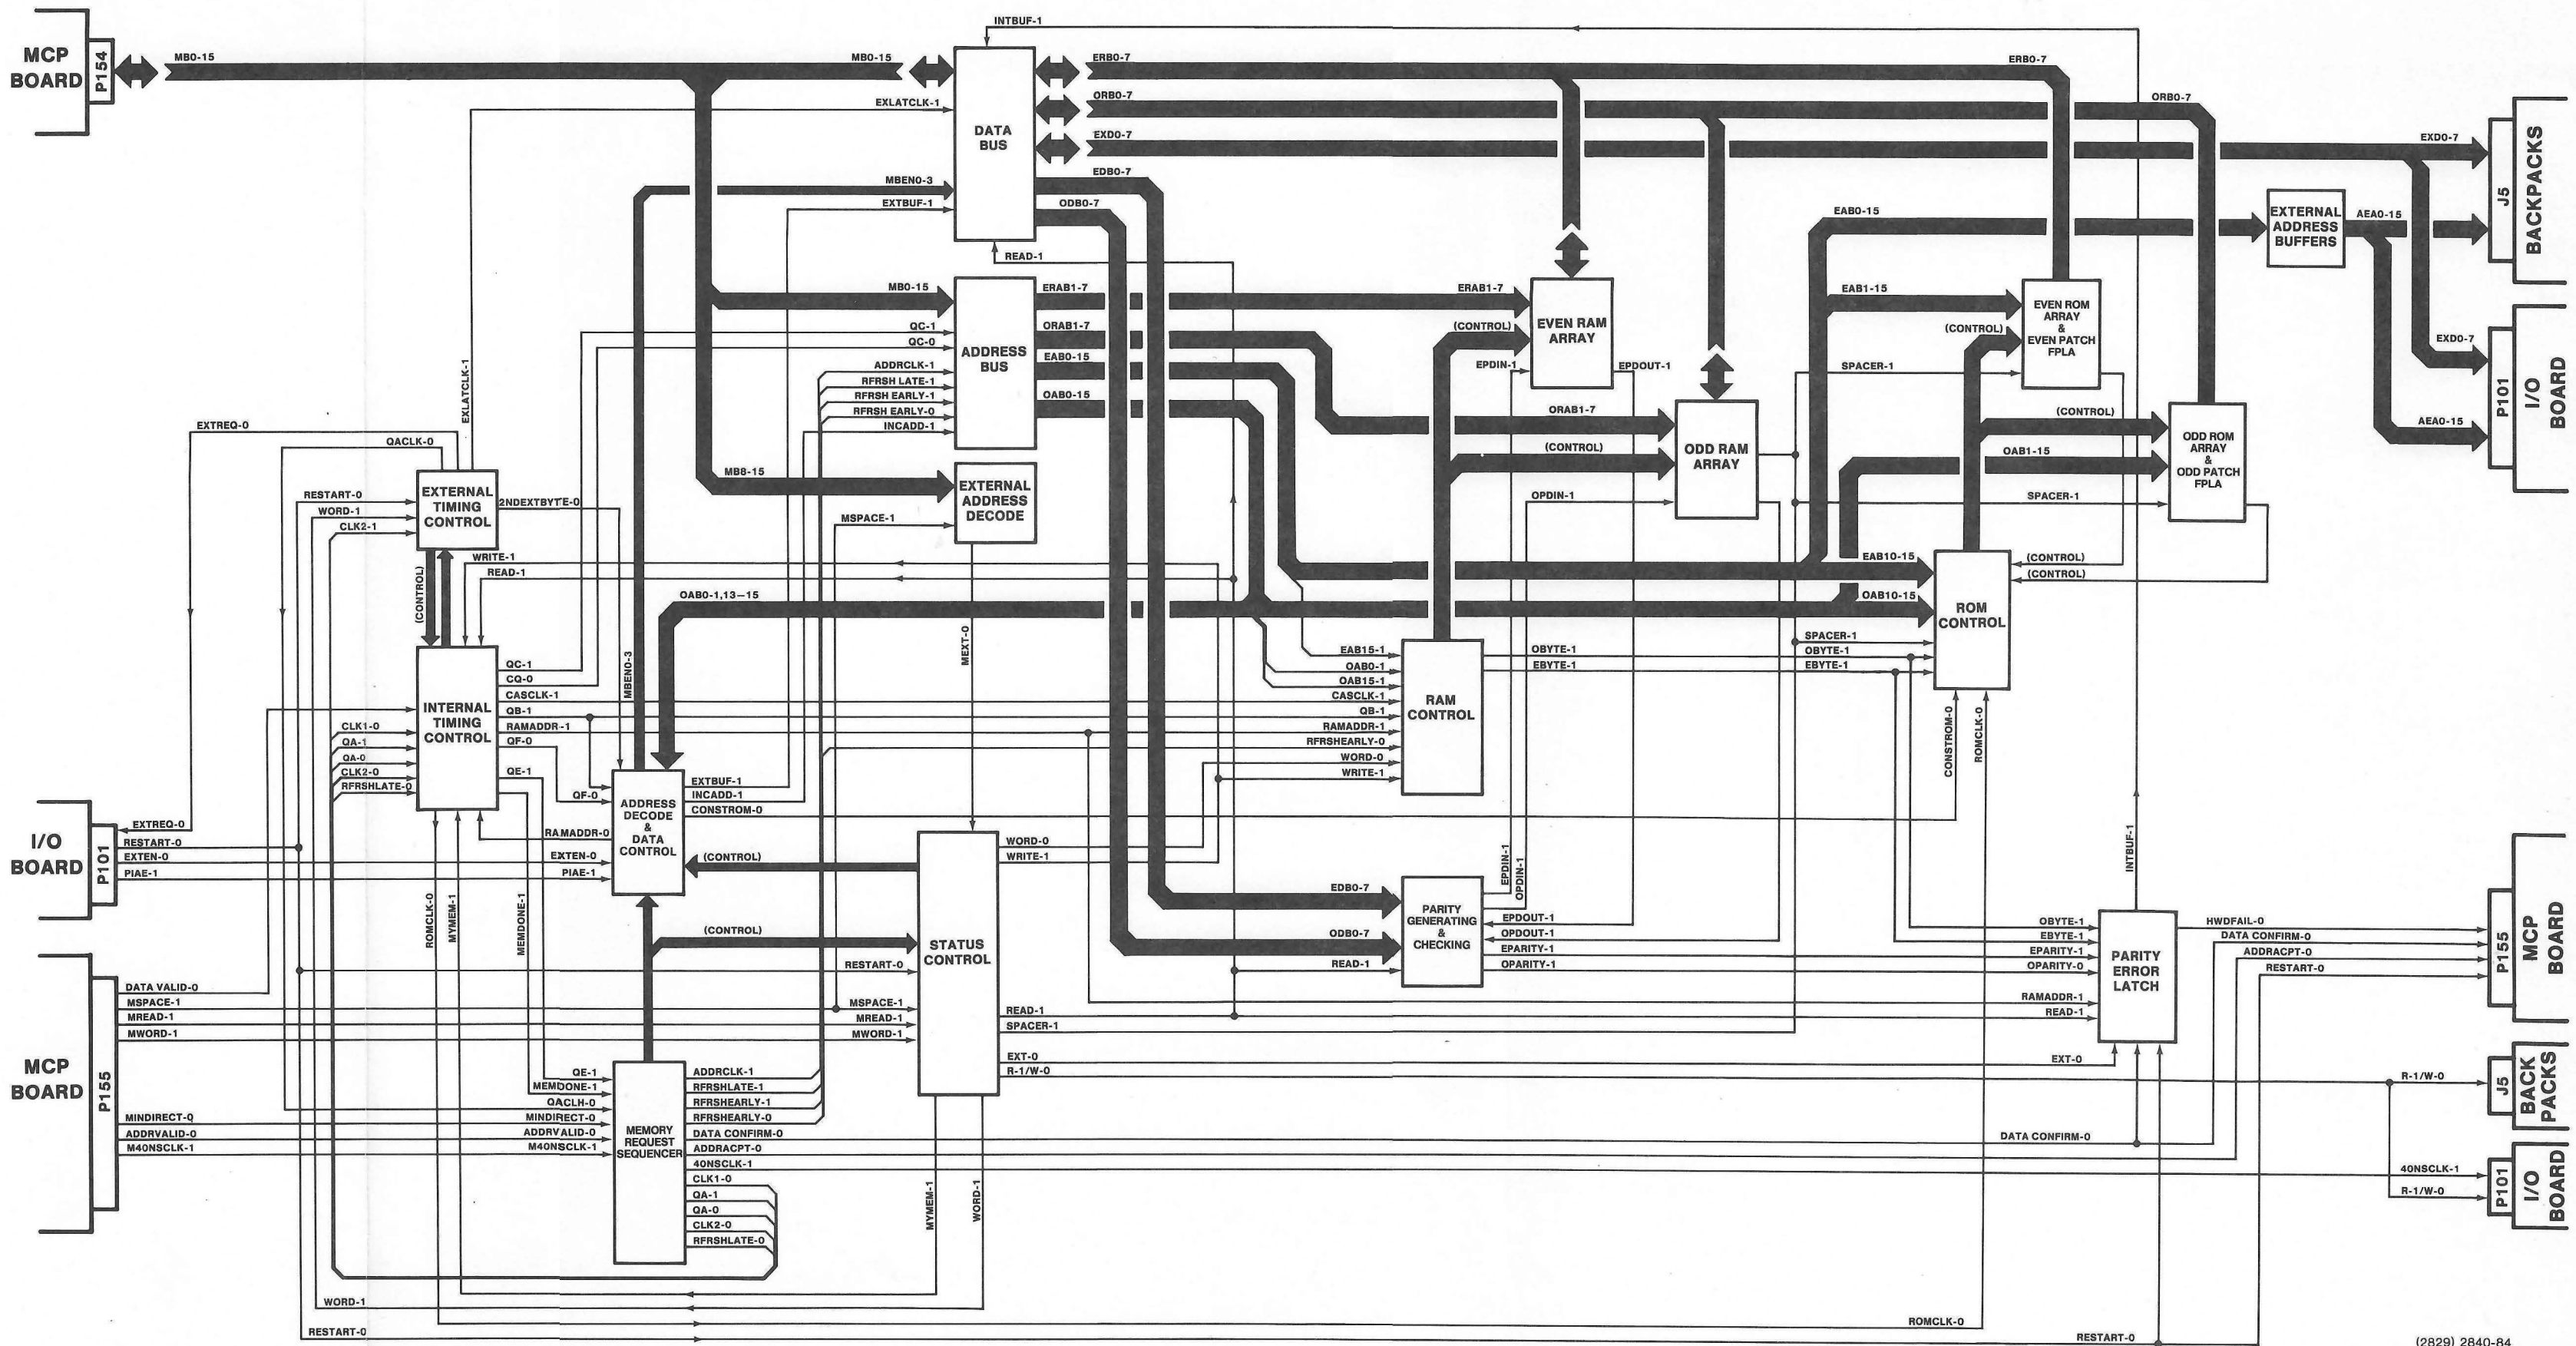 INTBUF-1
MCP
BOARD
P154
MB0-15
MB0-15
EXLATCLK-1
MBEN0-3
EXTBUF-1
DATA
BUS
ERB0-7
ORB0-7
EXD0-7
EDB0-7
ODB0-7
READ-1
ERB0-7
ORB0-7
EXD0-7
J5
BACKPACKS
EAB0-15
EXTERNAL
ADDRESS
BUFFERS
AEA0-15
EXD0-7
AEA0-15
P101
I/O
BOARD
MB0-15
QC-1
QC-0
ADDRCLK-1
RFRSH LATE-1
RFRSH EARLY-1
RFRSH EARLY-0
INCADD-1
ADDRESS
BUS
ERAB1-7
ORAB1-7
EAB0-15
OAB0-15
ERAB1-7
(CONTROL)
EPDIN-1
EVEN RAM
ARRAY
EPDOUT-1
ORAB1-7
(CONTROL)
OPDIN-1
ODD RAM
ARRAY
EAB1-15
(CONTROL)
SPACER-1
EVEN ROM
ARRAY
&
EVEN PATCH
FPLA
(CONTROL)
OAB1-15
SPACER-1
ODD ROM
ARRAY
&
ODD PATCH
FPLA
EXLATCLK-1
EXTREQ-0
QACLK-0
RESTART-0
WORD-1
CLK2-1
EXTERNAL
TIMING
CONTROL
2NDEXTBYTE-0
MB8-15
MSPACE-1
EXTERNAL
ADDRESS
DECODE
(CONTROL)
WRITE-1
READ-1
OAB0-1,13—15
MEXT-0
EAB10-15
OAB10-15
(CONTROL)
(CONTROL)
ROM
CONTROL
SPACER-1
OBYTE-1
EBYTE-1
CONSTROM-0
ROMCLK-0
CLK1-0
QA-1
QA-0
CLK2-0
RFRSHLATE-0
INTERNAL
TIMING
CONTROL
QC-1
CQ-0
CASCLK-1
QB-1
RAMADDR-1
QF-0
QE-1
MBEN0-3
EAB15-1
OAB0-1
OAB15-1
CASCLK-1
QB-1
RAMADDR-1
RFRSHEARLY-0
WORD-0
WRITE-1
RAM
CONTROL
OBYTE-1
EBYTE-1
QF-0
RAMADDR-0
EXTEN-0
PIAE-1
ADDRESS
DECODE
&
DATA
CONTROL
EXTBUF-1
INCADD-1
CONSTROM-0
(CONTROL)
I/O
BOARD
P101
EXTREQ-0
RESTART-0
EXTEN-0
PIAE-1
ROMCLK-0
MYMEM-1
MEMDONE-1
(CONTROL)
RESTART-0
MSPACE-1
MREAD-1
MWORD-1
STATUS
CONTROL
WORD-0
WRITE-1
READ-1
SPACER-1
EXT-0
R-1/W-0
EDB0-7
ODB0-7
READ-1
PARITY
GENERATING
&
CHECKING
EPDIN-1
OPDIN-1
EPDOUT-1
OPDOUT-1
EPARITY-1
OPARITY-1
INTBUF-1
OBYTE-1
EBYTE-1
EPARITY-1
OPARITY-0
RAMADDR-1
READ-1
EXT-0
PARITY
ERROR
LATCH
HWDFAIL-0
DATA CONFIRM-0
ADDRACPT-0
RESTART-0
P155
MCP
BOARD
MCP
BOARD
P155
DATA VALID-0
MSPACE-1
MREAD-1
MWORD-1
MINDIRECT-0
ADDRVALID-0
M40NSCLK-1
QE-1
MEMDONE-1
QACLH-0
MINDIRECT-0
ADDRVALID-0
M40NSCLK-1
MEMORY
REQUEST
SEQUENCER
ADDRCLK-1
RFRSHLATE-1
RFRSHEARLY-1
RFRSHEARLY-0
DATA CONFIRM-0
ADDRACPT-0
40NSCLK-1
CLK1-0
QA-1
QA-0
CLK2-0
RFRSHLATE-0
MYMEM-1
WORD-1
DATA CONFIRM-0
R-1/W-0
J5
BACK
PACKS
40NSCLK-1
R-1/W-0
P101
I/O
BOARD
WORD-1
RESTART-0
ROMCLK-0
RESTART-0
(2829) 2840-84